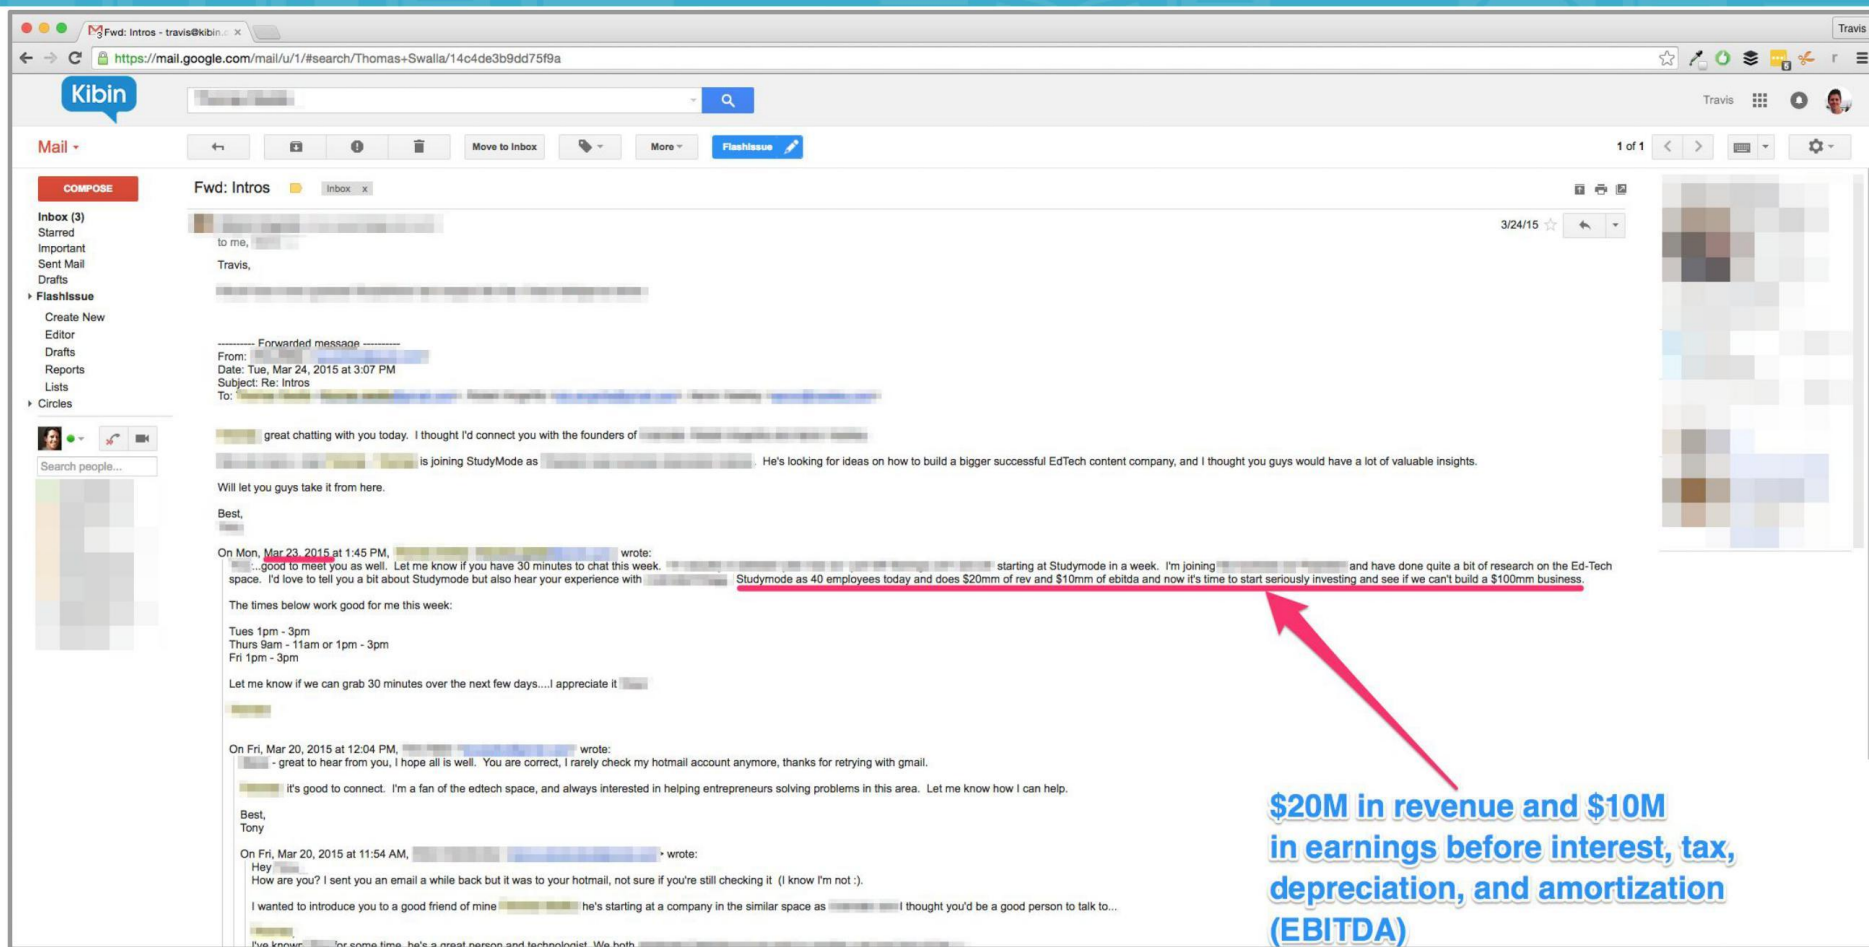 Fwd: Intros - travis@kibin.c
Travis
https://mail.google.com/mail/u/1/#search/Thomas+Swalla/14c4de3b9dd75f9a
Kibin
Travis
Mail
Move to Inbox
More
FlashIssue
1 of 1
COMPOSE
Fwd: Intros
Inbox x
Inbox (3)
Starred
Important
Sent Mail
Drafts
FlashIssue
Create New
Editor
Drafts
Reports
Lists
Circles
Search people...
3/24/15
to me,
Travis,
---------- Forwarded message ----------
From:
Date: Tue, Mar 24, 2015 at 3:07 PM
Subject: Re: Intros
To:
great chatting with you today. I thought I'd connect you with the founders of
is joining StudyMode as . He's looking for ideas on how to build a bigger successful EdTech content company, and I thought you guys would have a lot of valuable insights.
Will let you guys take it from here.
Best,
On Mon, Mar 23, 2015 at 1:45 PM, wrote:
...good to meet you as well. Let me know if you have 30 minutes to chat this week. starting at Studymode in a week. I'm joining and have done quite a bit of research on the Ed-Tech
space. I'd love to tell you a bit about Studymode but also hear your experience with Studymode as 40 employees today and does $20mm of rev and $10mm of ebitda and now it's time to start seriously investing and see if we can't build a $100mm business.
The times below work good for me this week:
Tues 1pm - 3pm
Thurs 9am - 11am or 1pm - 3pm
Fri 1pm - 3pm
Let me know if we can grab 30 minutes over the next few days....I appreciate it
On Fri, Mar 20, 2015 at 12:04 PM, wrote:
- great to hear from you, I hope all is well. You are correct, I rarely check my hotmail account anymore, thanks for retrying with gmail.
it's good to connect. I'm a fan of the edtech space, and always interested in helping entrepreneurs solving problems in this area. Let me know how I can help.
Best,
Tony
On Fri, Mar 20, 2015 at 11:54 AM, wrote:
Hey
How are you? I sent you an email a while back but it was to your hotmail, not sure if you're still checking it (I know I'm not :).
I wanted to introduce you to a good friend of mine he's starting at a company in the similar space as I thought you'd be a good person to talk to...
I've known for some time, he's a great person and technologist. We both
$20M in revenue and $10M
in earnings before interest, tax,
depreciation, and amortization
(EBITDA)